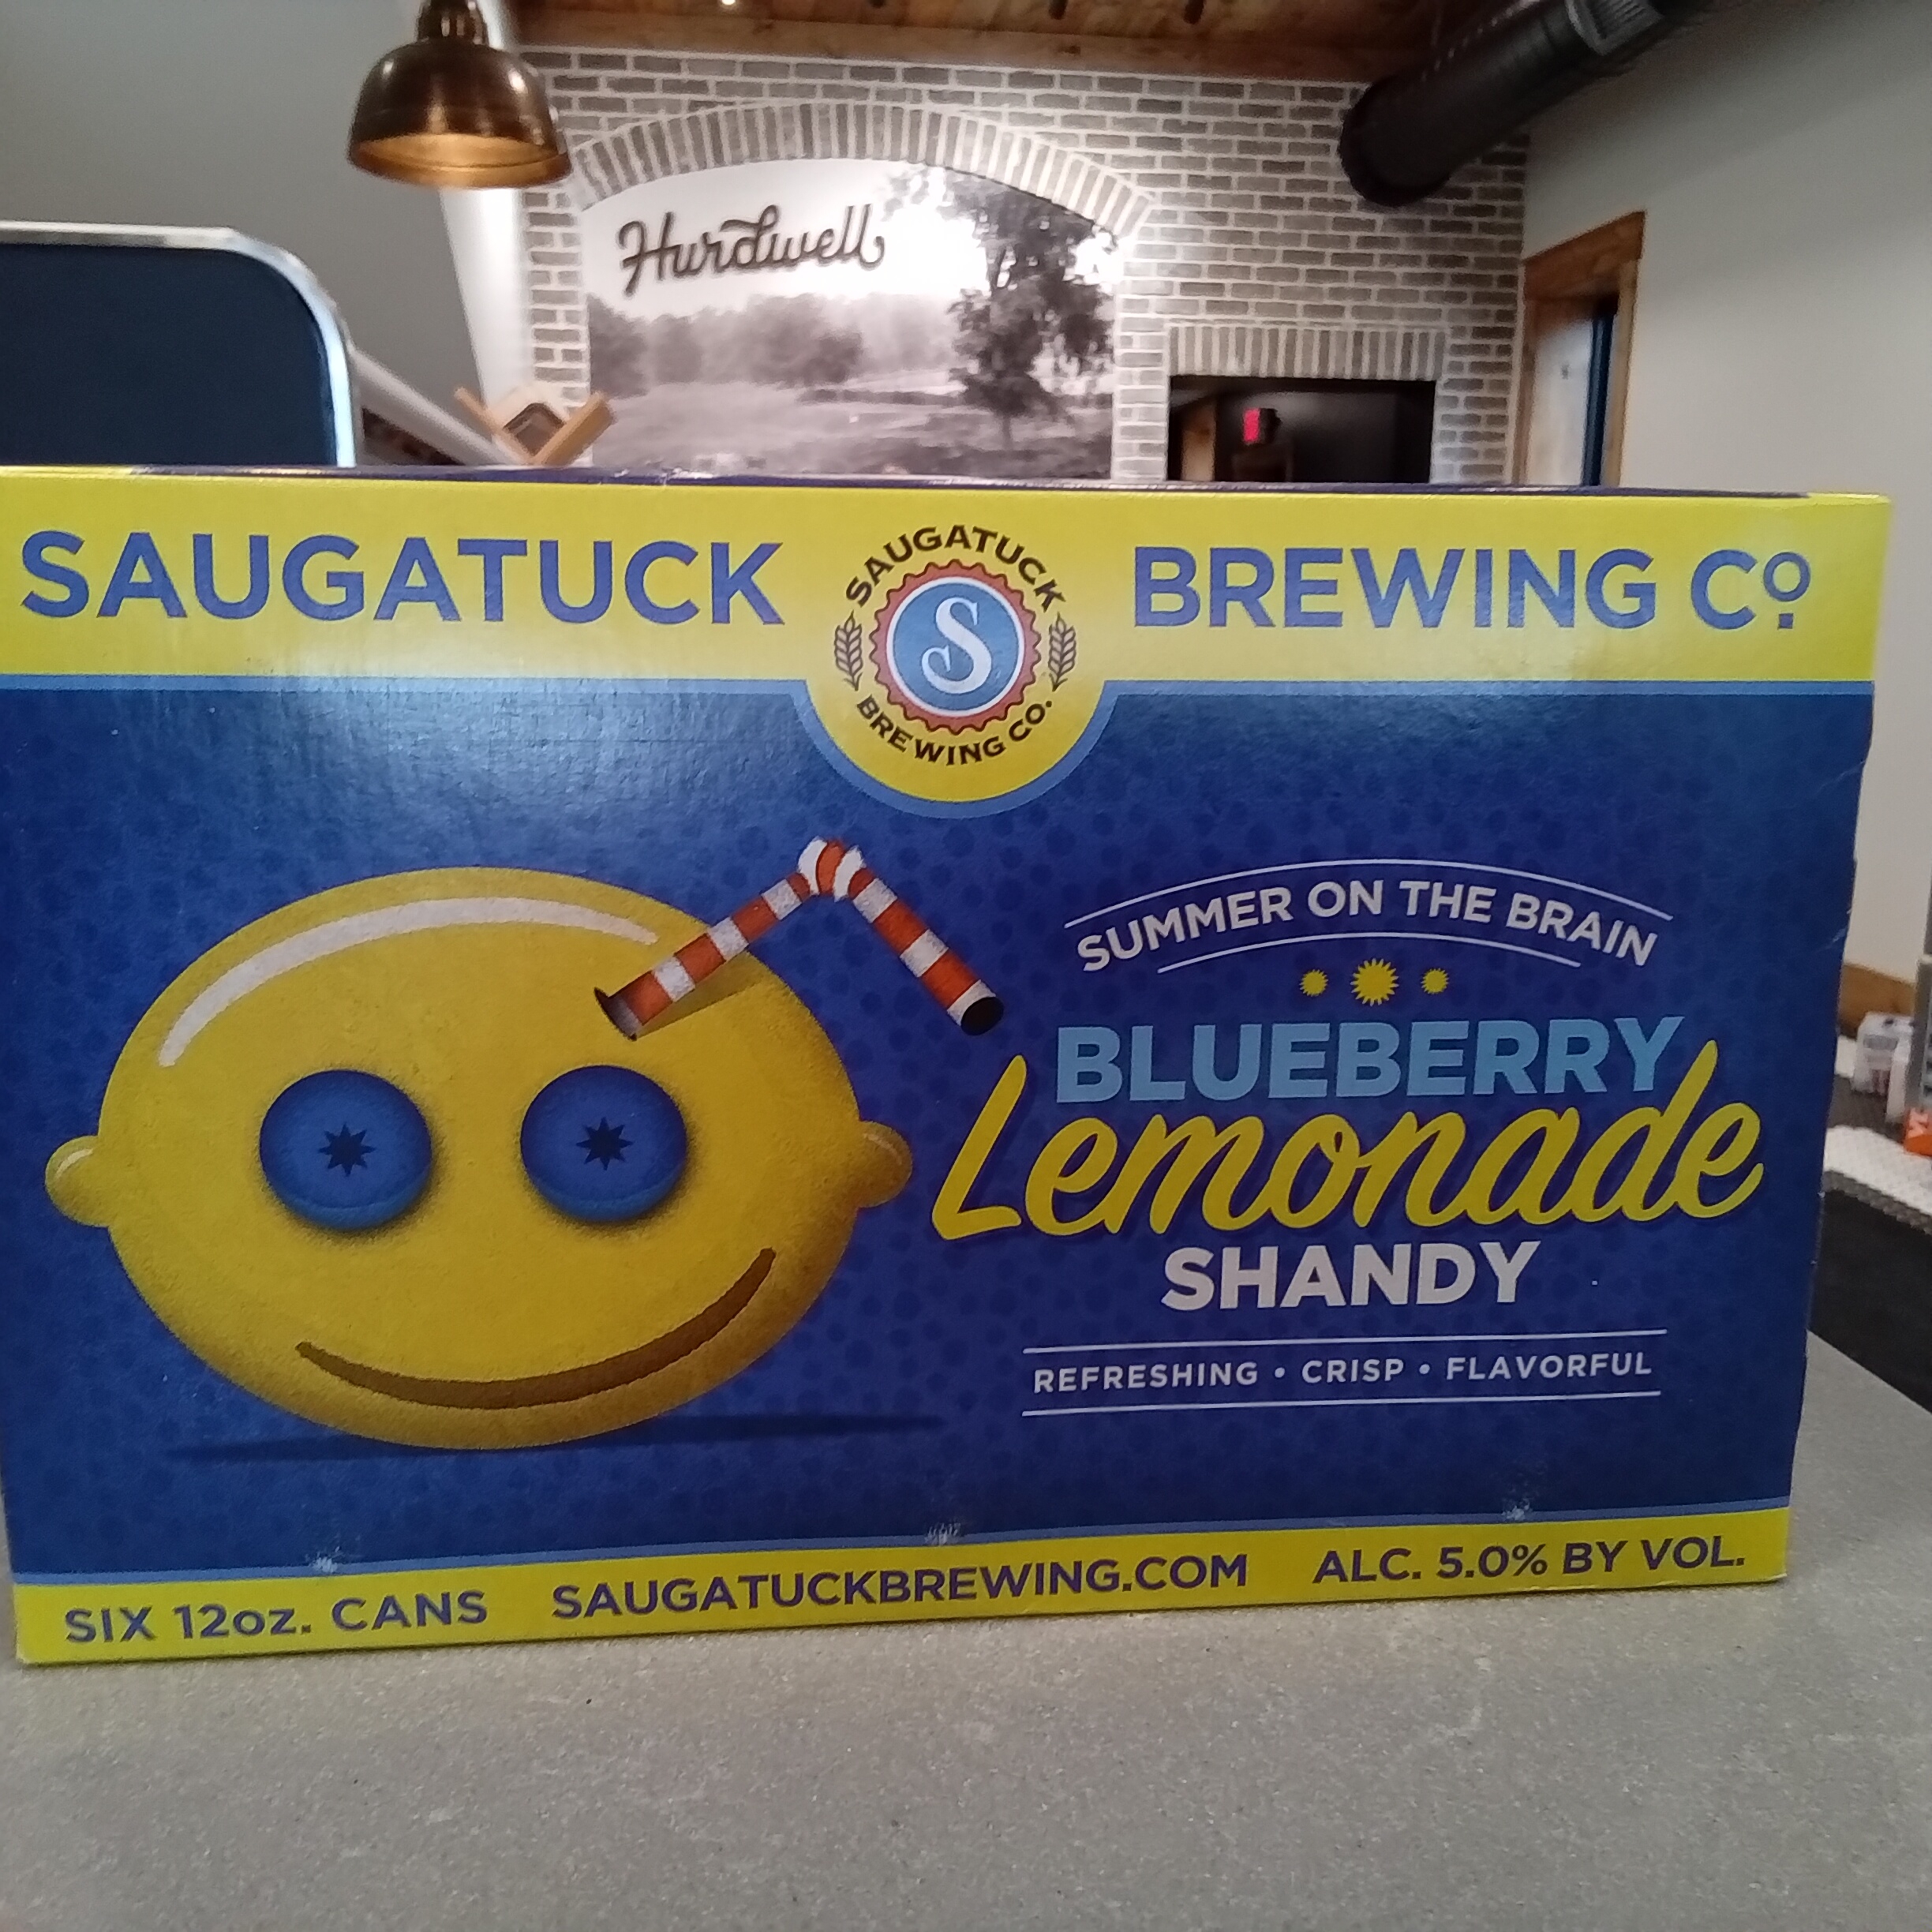 Hurdwell
SAUGATUCK
SAUGATUCK
S
BREWING CO.
BREWING Co.
SUMMER ON THE BRAIN
BLUEBERRY
Lemonade
SHANDY
REFRESHING • CRISP • FLAVORFUL
SIX 12oz. CANS SAUGATUCKBREWING.COM ALC. 5.0% BY VOL.